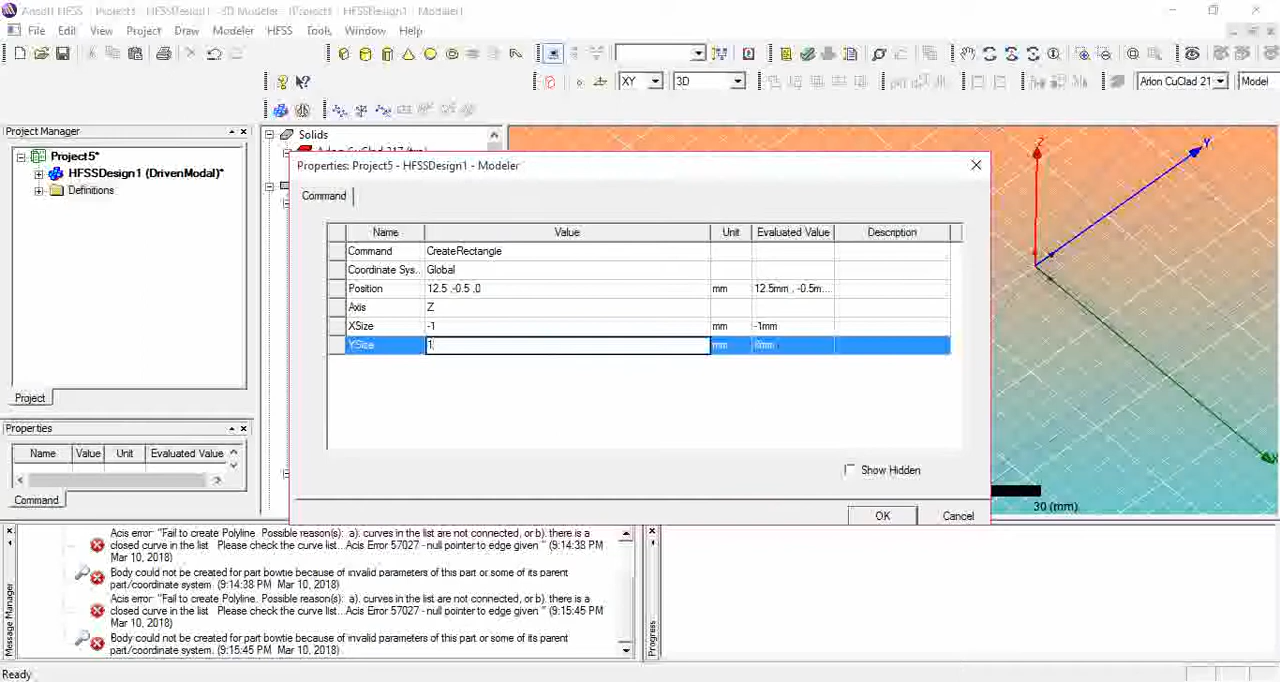 Ansoft HFSS - Project5 - HFSSDesign1 - 3D Modeler - [Project5 - HFSSDesign1 - Modeler]
File Edit View Project Draw Modeler HFSS Tools Window Help
XY 3D Arlon CuClad 21 Model
Project Manager
Solids
Project5*
HFSSDesign1 (DrivenModal)*
Definitions
Project
Properties
Name Value Unit Evaluated Value
Command
Properties: Project5 - HFSSDesign1 - Modeler
Command
Name Value Unit Evaluated Value Description
Command CreateRectangle
Coordinate Sys.. Global
Position 12.5 ,-0.5 ,0 mm 12.5mm , -0.5m...
Axis Z
XSize -1 mm -1mm
YSize 1 mm
Show Hidden
OK Cancel
Z
Y
X
30 (mm)
Message Manager
Acis error: "Fail to create Polyline. Possible reason(s): a). curves in the list are not connected, or b). there is a
closed curve in the list Please check the curve list...Acis Error 57027 - null pointer to edge given " (9:14:38 PM
Mar 10, 2018)
Body could not be created for part bowtie because of invalid parameters of this part or some of its parent
part/coordinate system. (9:14:38 PM Mar 10, 2018)
Acis error: "Fail to create Polyline. Possible reason(s): a). curves in the list are not connected, or b). there is a
closed curve in the list Please check the curve list...Acis Error 57027 - null pointer to edge given " (9:15:45 PM
Mar 10, 2018)
Body could not be created for part bowtie because of invalid parameters of this part or some of its parent
part/coordinate system. (9:15:45 PM Mar 10, 2018)
Progress
Ready